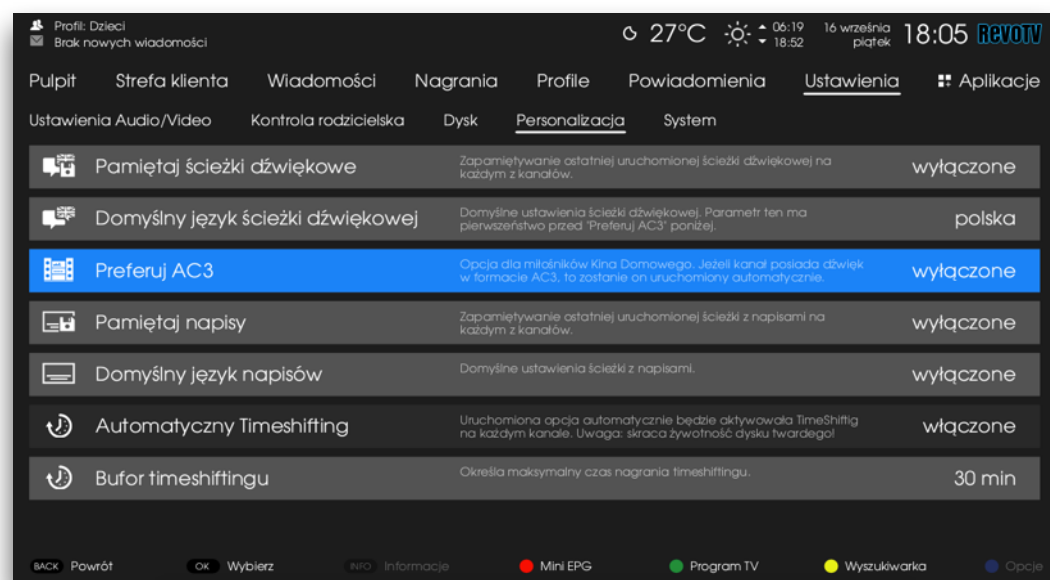 Profil: Dzieci
Brak nowych wiadomości
27°C
06:19
18:52
16 września
piątek
18:05
REVOTV
Pulpit Strefa klienta Wiadomości Nagrania Profile Powiadomienia Ustawienia Aplikacje
Ustawienia Audio/Video Kontrola rodzicielska Dysk Personalizacja System
Pamiętaj ścieżki dźwiękowe
Zapamiętywanie ostatniej uruchomionej ścieżki dźwiękowej na
każdym z kanałów.
wyłączone
Domyślny język ścieżki dźwiękowej
Domyślne ustawienia ścieżki dźwiękowej. Parametr ten ma
pierwszeństwo przed "Preferuj AC3" poniżej.
polska
Preferuj AC3
Opcja dla miłośników Kina Domowego. Jeżeli kanał posiada dźwięk
w formacie AC3, to zostanie on uruchomiony automatycznie.
wyłączone
Pamiętaj napisy
Zapamiętywanie ostatniej uruchomionej ścieżki z napisami na
każdym z kanałów.
wyłączone
Domyślny język napisów
Domyślne ustawienia ścieżki z napisami.
wyłączone
Automatyczny Timeshifting
Uruchomiona opcja automatycznie będzie aktywowała TimeShiftig
na każdym kanale. Uwaga: skraca żywotność dysku twardego!
włączone
Bufor timeshiftingu
Określa maksymalny czas nagrania timeshiftingu.
30 min
BACK Powrót OK Wybierz INFO Informacje Mini EPG Program TV Wyszukiwarka Opcje